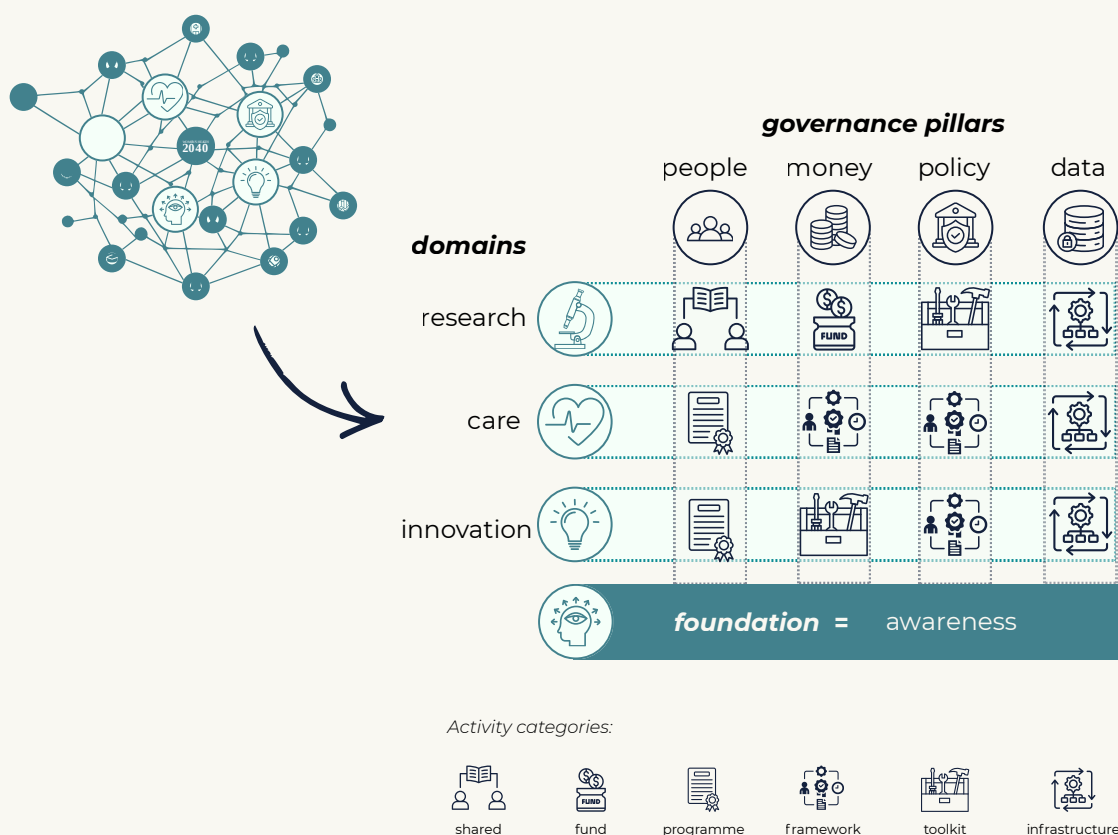 2040
governance pillars
people money policy data
domains
research
FUND
care
innovation
foundation = awareness
Activity categories:
FUND
shared fund programme framework toolkit infrastructure